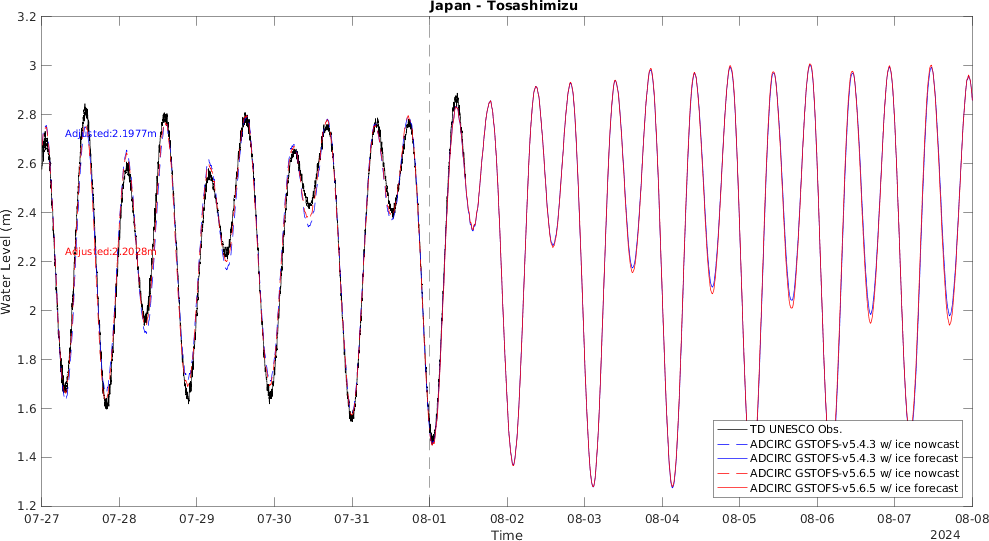 Japan - Tosashimizu
3.2
3
2.8
2.6
2.4
2.2
2
1.8
1.6
1.4
1.2
Water Level (m)
Adjusted:2.1977m
Adjusted:2.2028m
TD UNESCO Obs.
ADCIRC GSTOFS-v5.4.3 w/ ice nowcast
ADCIRC GSTOFS-v5.4.3 w/ ice forecast
ADCIRC GSTOFS-v5.6.5 w/ ice nowcast
ADCIRC GSTOFS-v5.6.5 w/ ice forecast
07-27 07-28 07-29 07-30 07-31 08-01 08-02 08-03 08-04 08-05 08-06 08-07 08-08
Time
2024